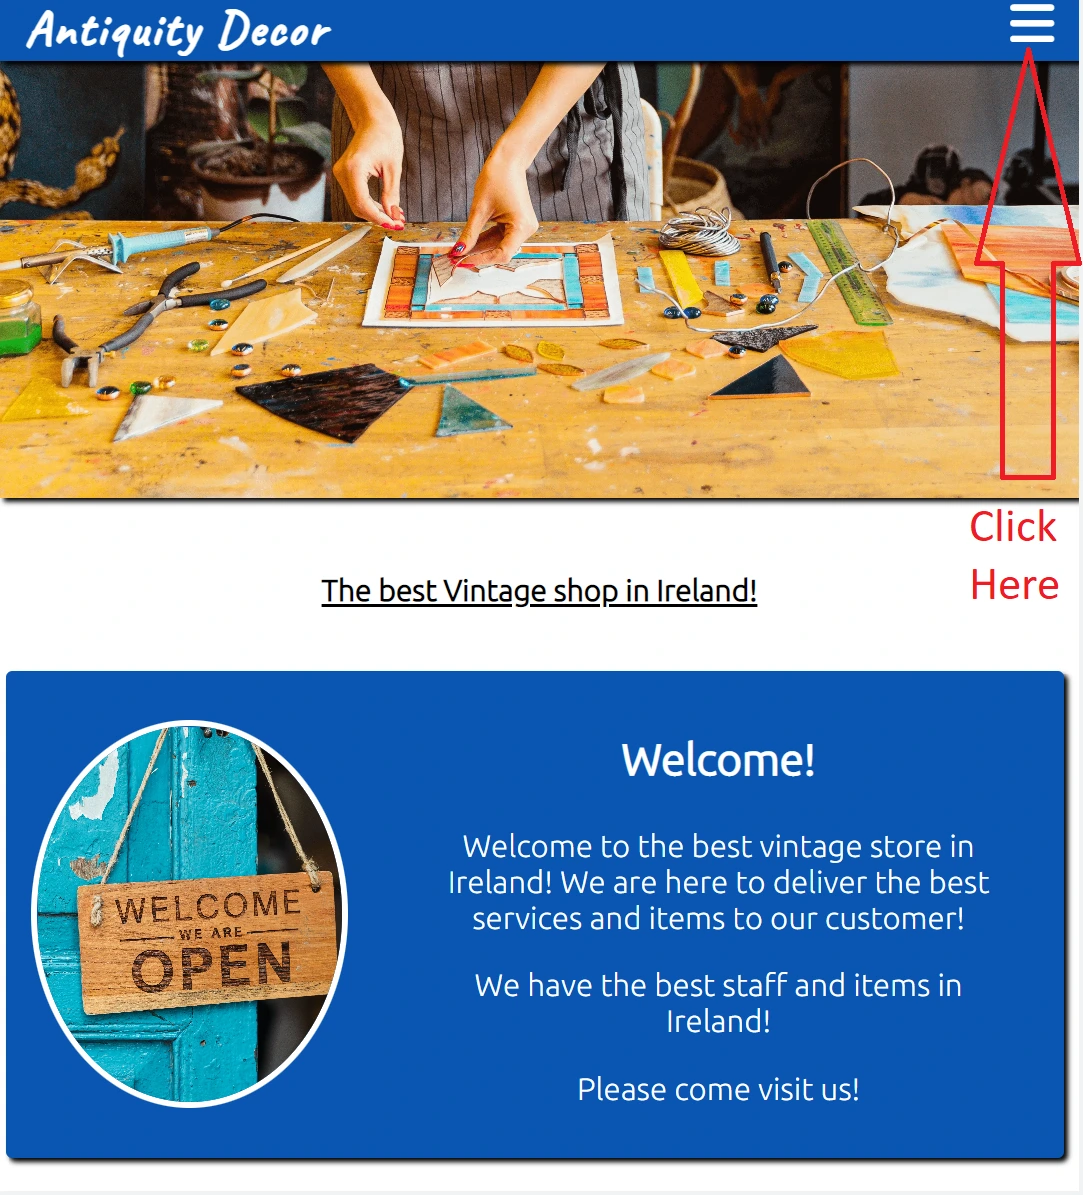 Antiquity Decor
Click
Here
The best Vintage shop in Ireland!
Welcome!
Welcome to the best vintage store in
Ireland! We are here to deliver the best
services and items to our customer!
We have the best staff and items in
Ireland!
Please come visit us!
WELCOME
WE ARE
OPEN